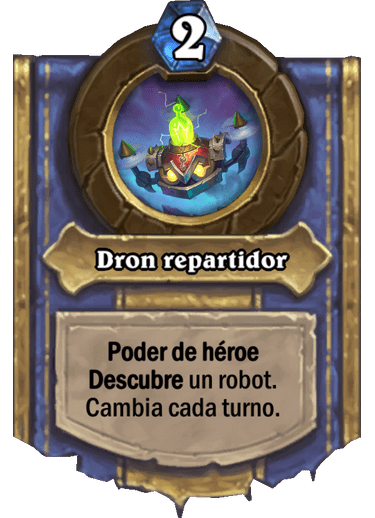 2
Dron repartidor
Poder de héroe
Descubre un robot.
Cambia cada turno.